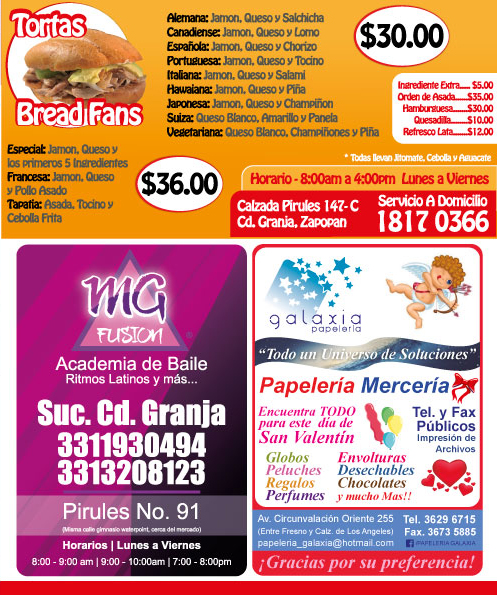 Tortas
Bread Fans
Alemana: Jamon, Queso y Salchicha
Canadiense: Jamon, Queso y Lomo
Española: Jamon, Queso y Chorizo
Portuguesa: Jamon, Queso y Tocino
Italiana: Jamon, Queso y Salami
Hawaiana: Jamon, Queso y Piña
Japonesa: Jamon, Queso y Champiñon
Suiza: Queso Blanco, Amarillo y Panela
Vegetariana: Queso Blanco, Champiñones y Piña
$30.00
Ingrediente Extra..... $5.00
Orden de Asada......$35.00
Hamburguesa.......$30.00
Quesadilla.......$10.00
Refresco Lata.......$12.00
* Todas llevan Jitomate, Cebolla y Aguacate
Especial: Jamon, Queso y
los primeros 5 Ingredientes
Francesa: Jamon, Queso
y Pollo Asado
Tapatia: Asada, Tocino y
Cebolla Frita
$36.00
Horario - 8:00am a 4:00pm Lunes a Viernes
Calzada Pirules 147- C
Cd. Granja, Zapopan
Servicio A Domicilio
1817 0366
MG
FUSION
Academia de Baile
Ritmos Latinos y más...
Suc. Cd. Granja
3311930494
3313208123
Pirules No. 91
(Misma calle gimnasio waterpoint, cerca del mercado)
Horarios | Lunes a Viernes
8:00 - 9:00 am | 9:00 - 10:00am | 7:00 - 8:00pm
galaxia
papelería
“Todo un Universo de Soluciones”
Papelería Mercería
Encuentra TODO
para este día de
San Valentín
Tel. y Fax
Públicos
Impresión de
Archivos
Globos
Peluches
Regalos
Perfumes
Envolturas
Desechables
Chocolates
y mucho Mas!!
Av. Circunvalación Oriente 255
(Entre Fresno y Calz. de Los Angeles)
papeleria_galaxia@hotmail.com
Tel. 3629 6715
Fax. 3673 5885
f /PAPELERIA GALAXIA
¡Gracias por su preferencia!